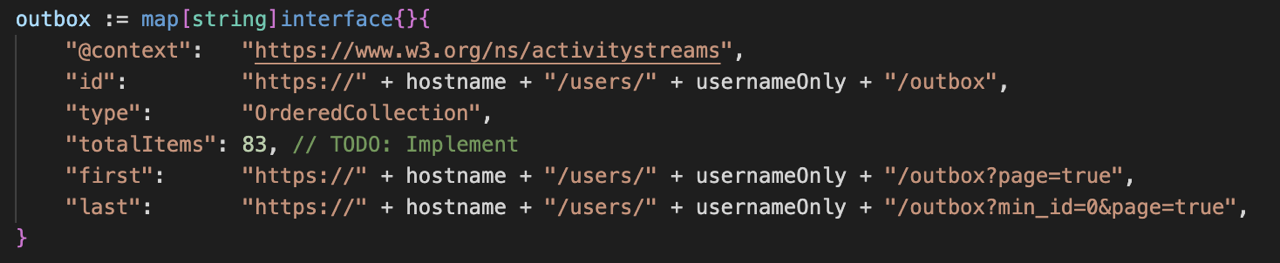 outbox := map[string]interface{}{
    "@context":   "https://www.w3.org/ns/activitystreams",
    "id":         "https://" + hostname + "/users/" + usernameOnly + "/outbox",
    "type":       "OrderedCollection",
    "totalItems": 83, // TODO: Implement
    "first":      "https://" + hostname + "/users/" + usernameOnly + "/outbox?page=true",
    "last":       "https://" + hostname + "/users/" + usernameOnly + "/outbox?min_id=0&page=true",
}